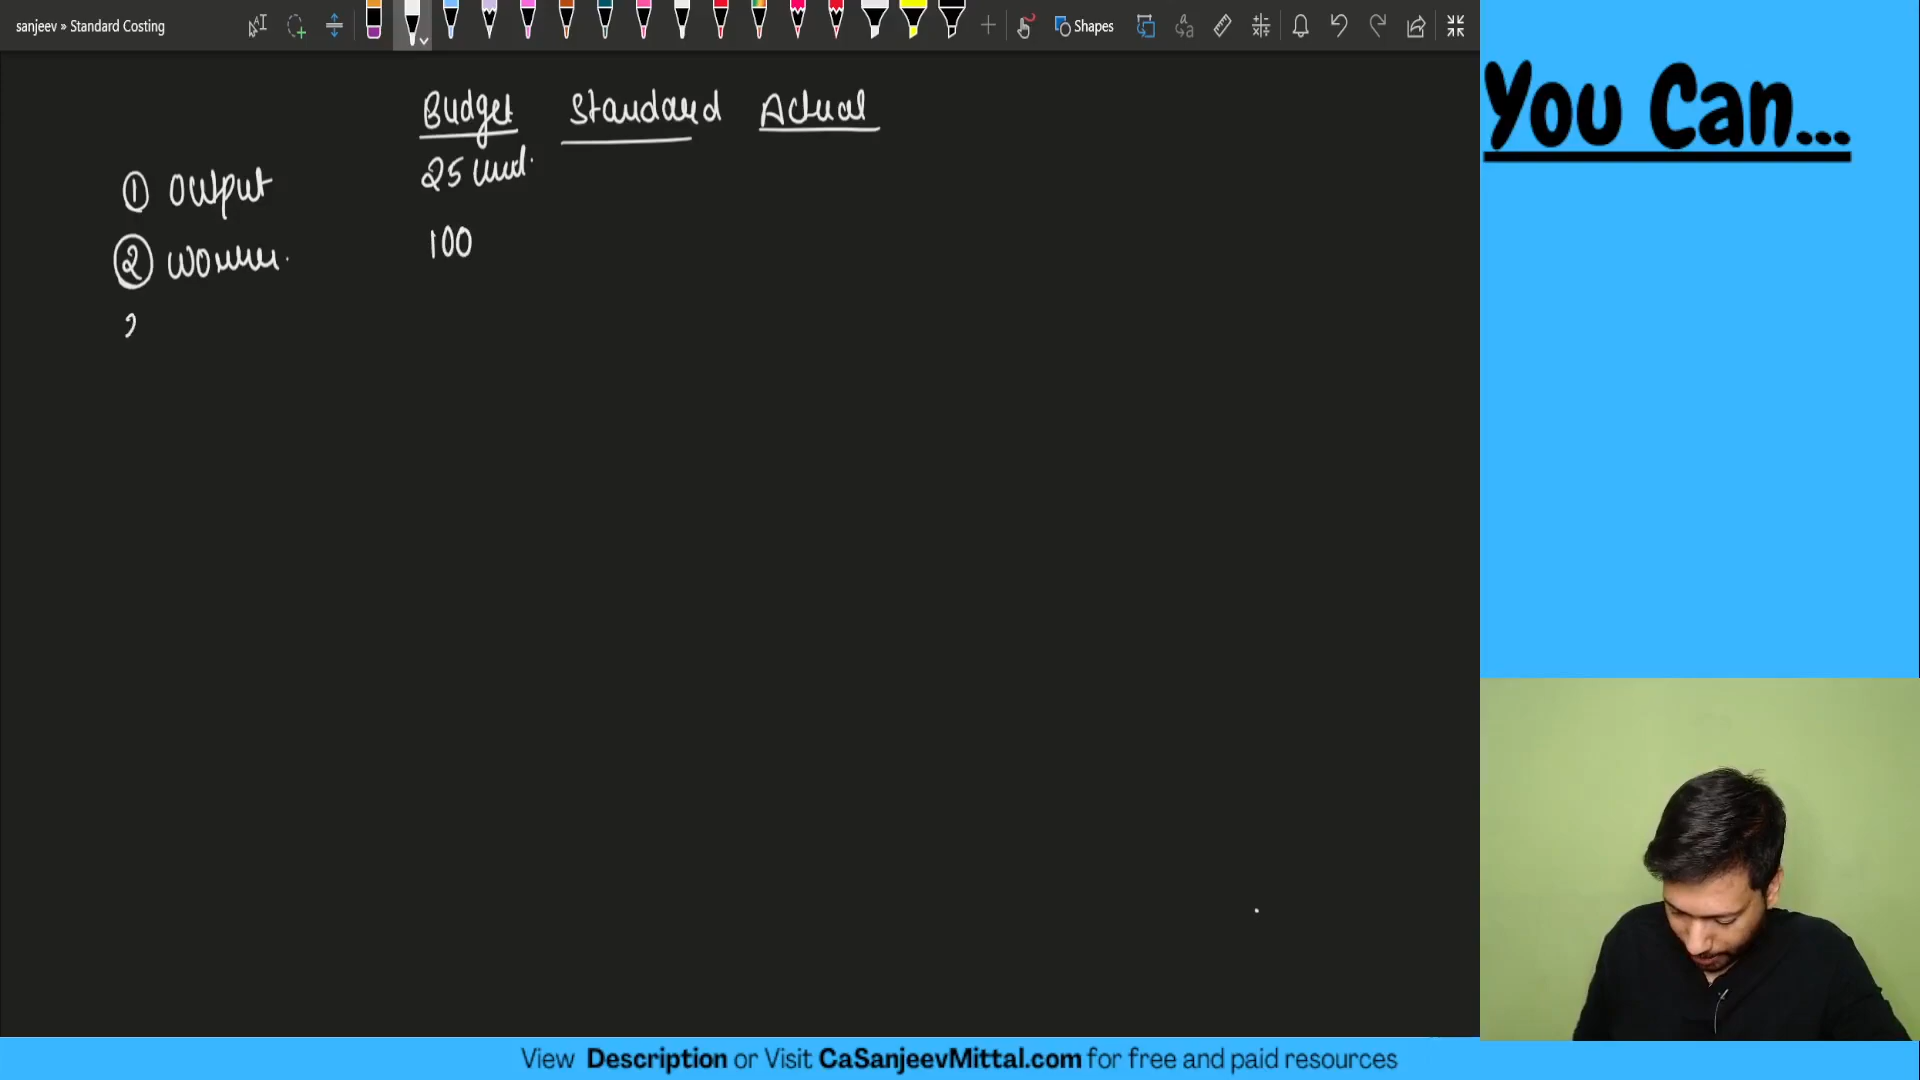 sanjeev » Standard Costing
Shapes
You Can...
Budget Standard Actual
① Output 25 unit.
② Worker. 100
View Description or Visit CaSanjeevMittal.com for free and paid resources